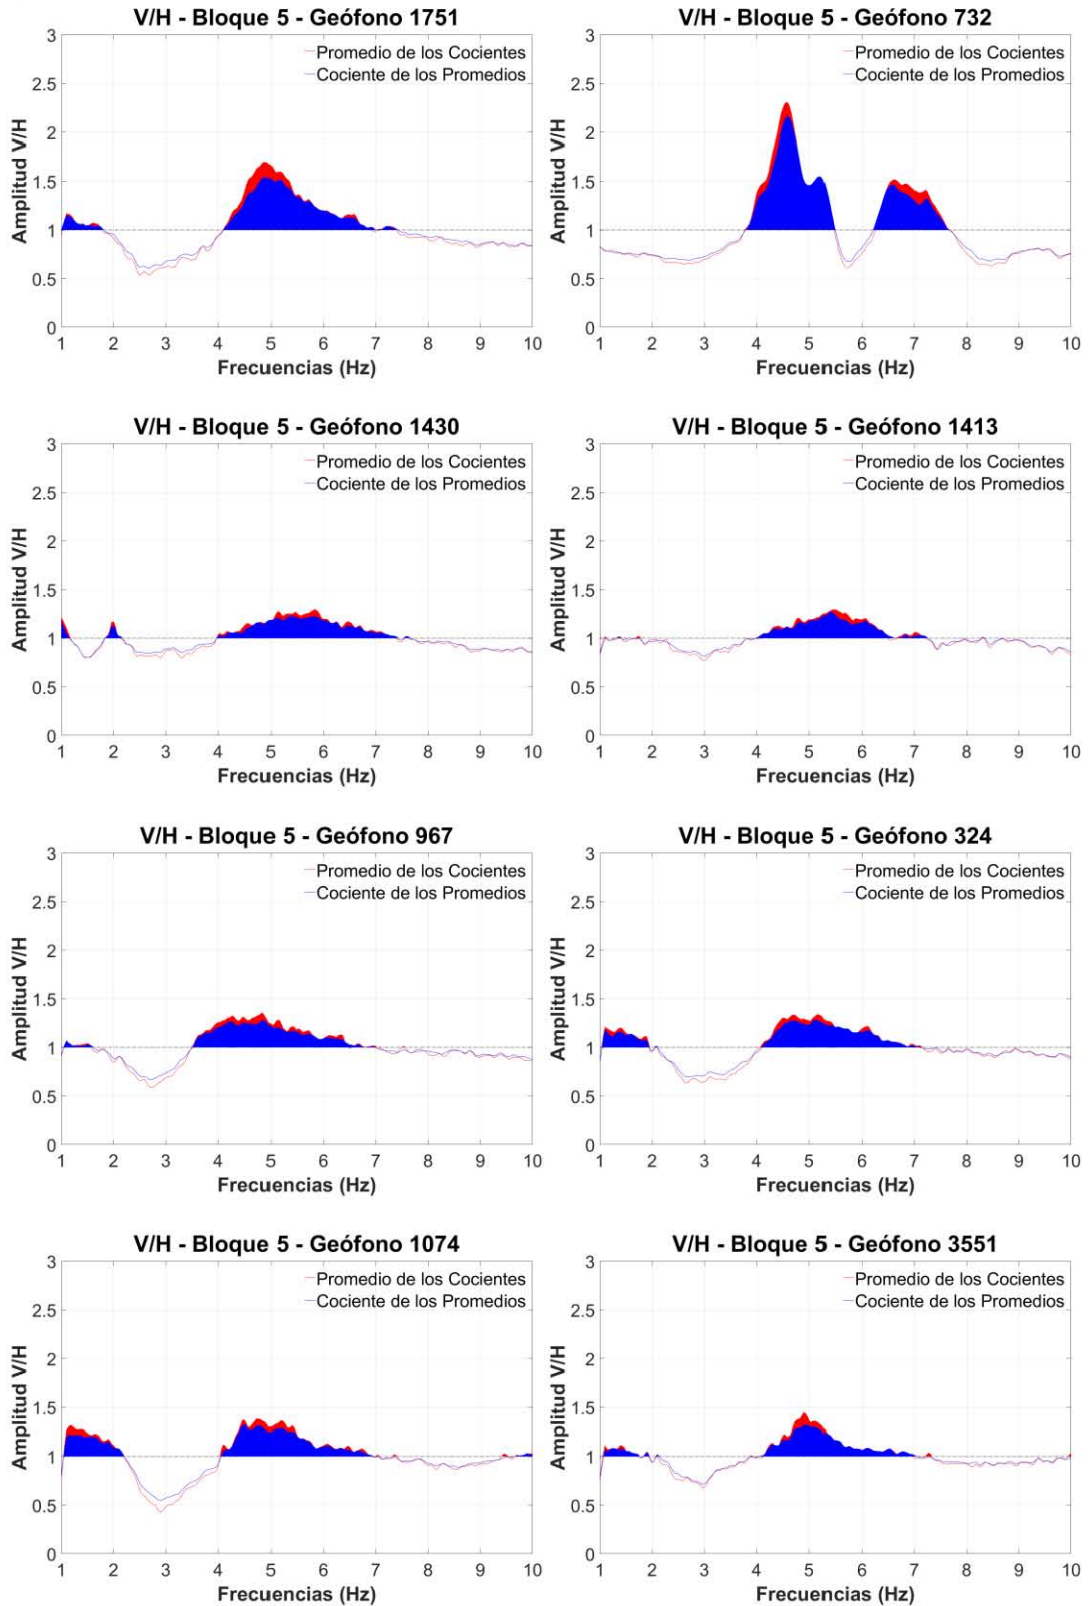 V/H - Bloque 5 - Geófono 1751
3
2.5
2
1.5
1
0.5
0
Amplitud V/H
Promedio de los Cocientes
Cociente de los Promedios
1 2 3 4 5 6 7 8 9 10
Frecuencias (Hz)
V/H - Bloque 5 - Geófono 732
3
2.5
2
1.5
1
0.5
0
Amplitud V/H
Promedio de los Cocientes
Cociente de los Promedios
1 2 3 4 5 6 7 8 9 10
Frecuencias (Hz)
V/H - Bloque 5 - Geófono 1430
3
2.5
2
1.5
1
0.5
0
Amplitud V/H
Promedio de los Cocientes
Cociente de los Promedios
1 2 3 4 5 6 7 8 9 10
Frecuencias (Hz)
V/H - Bloque 5 - Geófono 1413
3
2.5
2
1.5
1
0.5
0
Amplitud V/H
Promedio de los Cocientes
Cociente de los Promedios
1 2 3 4 5 6 7 8 9 10
Frecuencias (Hz)
V/H - Bloque 5 - Geófono 967
3
2.5
2
1.5
1
0.5
0
Amplitud V/H
Promedio de los Cocientes
Cociente de los Promedios
1 2 3 4 5 6 7 8 9 10
Frecuencias (Hz)
V/H - Bloque 5 - Geófono 324
3
2.5
2
1.5
1
0.5
0
Amplitud V/H
Promedio de los Cocientes
Cociente de los Promedios
1 2 3 4 5 6 7 8 9 10
Frecuencias (Hz)
V/H - Bloque 5 - Geófono 1074
3
2.5
2
1.5
1
0.5
0
Amplitud V/H
Promedio de los Cocientes
Cociente de los Promedios
1 2 3 4 5 6 7 8 9 10
Frecuencias (Hz)
V/H - Bloque 5 - Geófono 3551
3
2.5
2
1.5
1
0.5
0
Amplitud V/H
Promedio de los Cocientes
Cociente de los Promedios
1 2 3 4 5 6 7 8 9 10
Frecuencias (Hz)